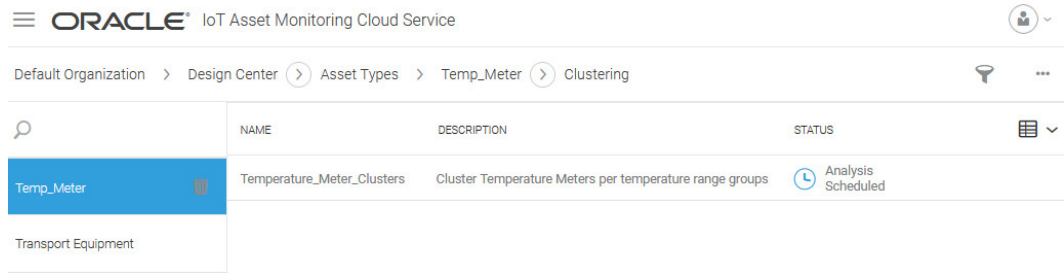 ORACLE® IoT Asset Monitoring Cloud Service
Default Organization > Design Center > Asset Types > Temp_Meter > Clustering
NAME DESCRIPTION STATUS
Temp_Meter
Temperature_Meter_Clusters Cluster Temperature Meters per temperature range groups Analysis
Scheduled
Transport Equipment